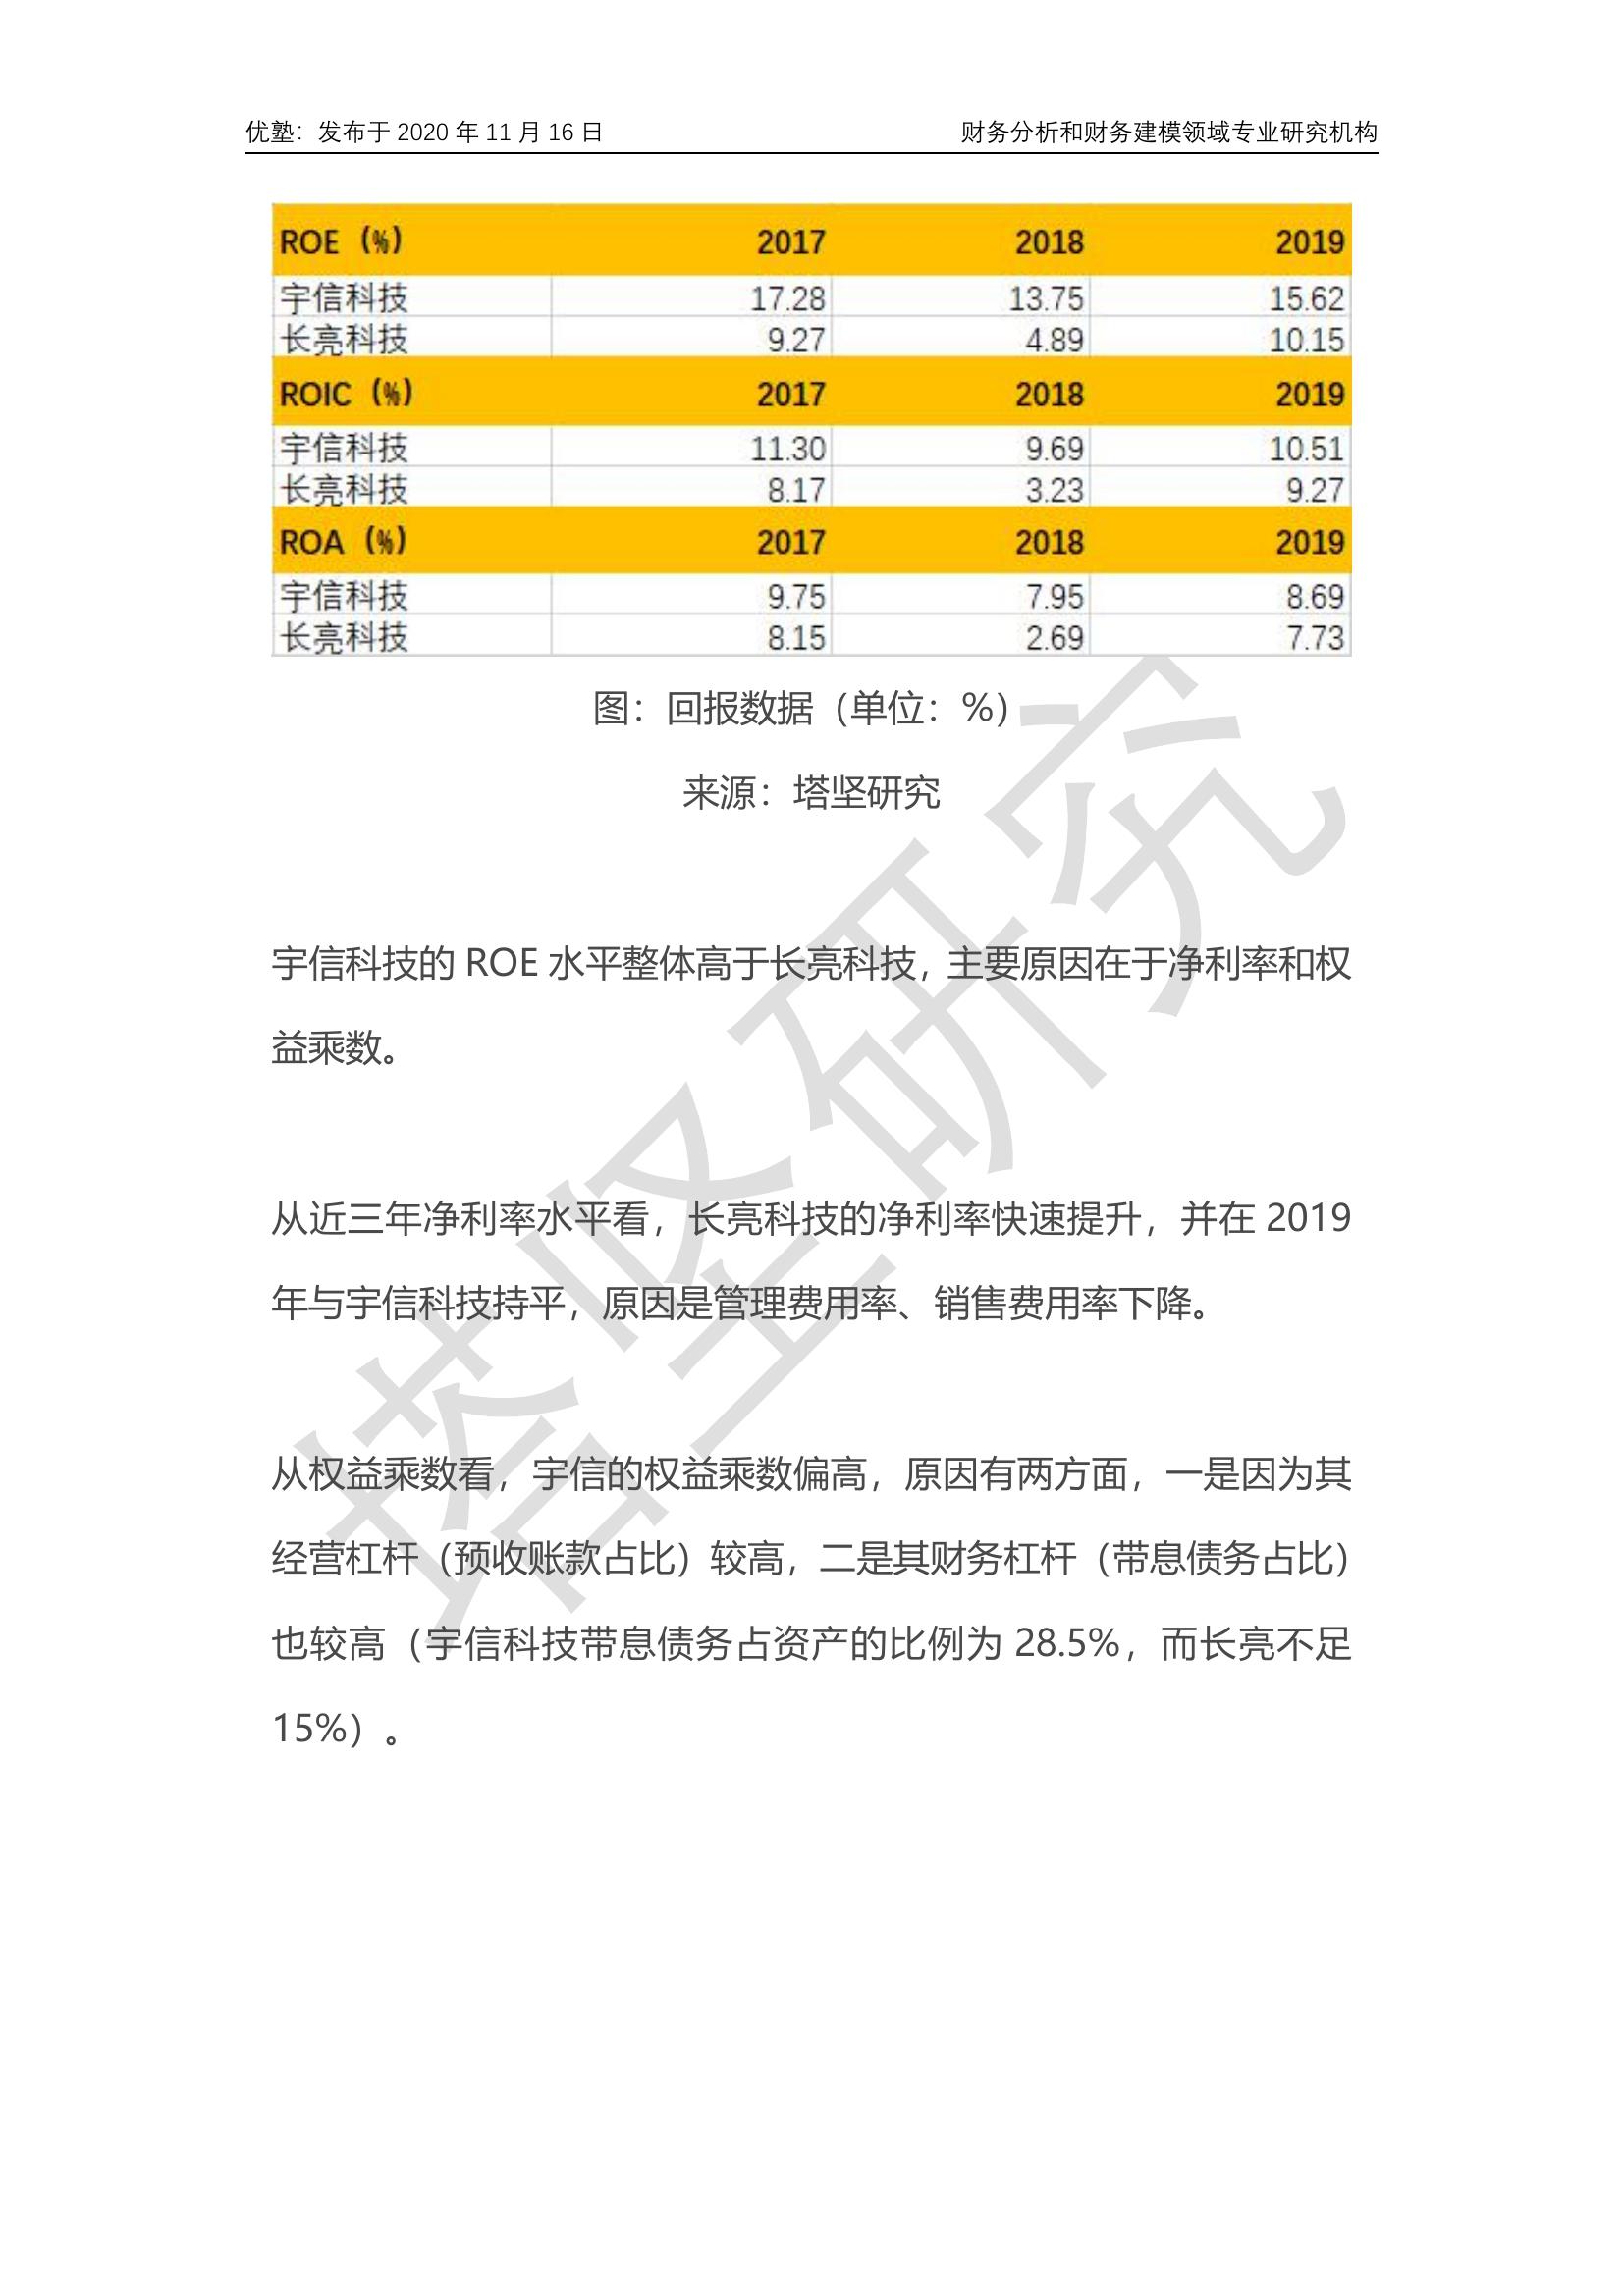 优塾：发布于 2020 年 11 月 16 日 财务分析和财务建模领域专业研究机构
ROE（%） 2017 2018 2019
宇信科技 17.28 13.75 15.62
长亮科技 9.27 4.89 10.15
ROIC（%） 2017 2018 2019
宇信科技 11.30 9.69 10.51
长亮科技 8.17 3.23 9.27
ROA（%） 2017 2018 2019
宇信科技 9.75 7.95 8.69
长亮科技 8.15 2.69 7.73
图：回报数据（单位：%）
来源：塔坚研究
宇信科技的 ROE 水平整体高于长亮科技，主要原因在于净利率和权
益乘数。
从近三年净利率水平看，长亮科技的净利率快速提升，并在 2019
年与宇信科技持平，原因是管理费用率、销售费用率下降。
从权益乘数看，宇信的权益乘数偏高，原因有两方面，一是因为其
经营杠杆（预收账款占比）较高，二是其财务杠杆（带息债务占比）
也较高（宇信科技带息债务占资产的比例为 28.5%，而长亮不足
15%）。
塔坚研究